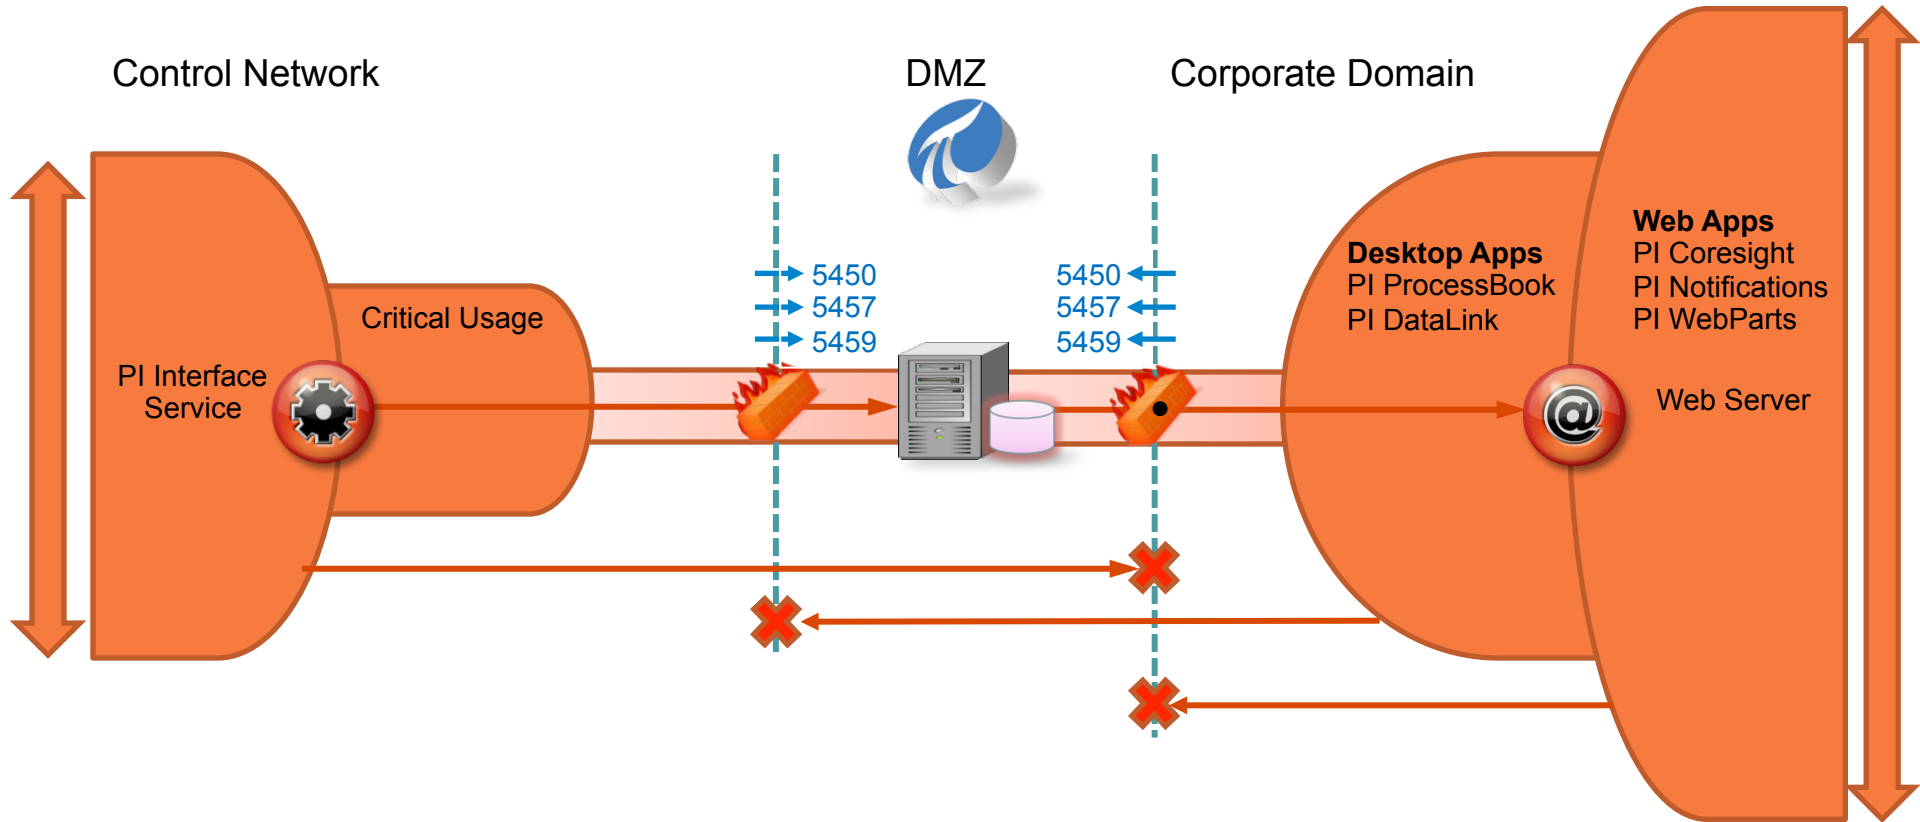 Control Network
DMZ
Corporate Domain
Critical Usage
PI Interface
Service
5450
5457
5459
5450
5457
5459
Desktop Apps
PI ProcessBook
PI DataLink
Web Apps
PI Coresight
PI Notifications
PI WebParts
@
Web Server